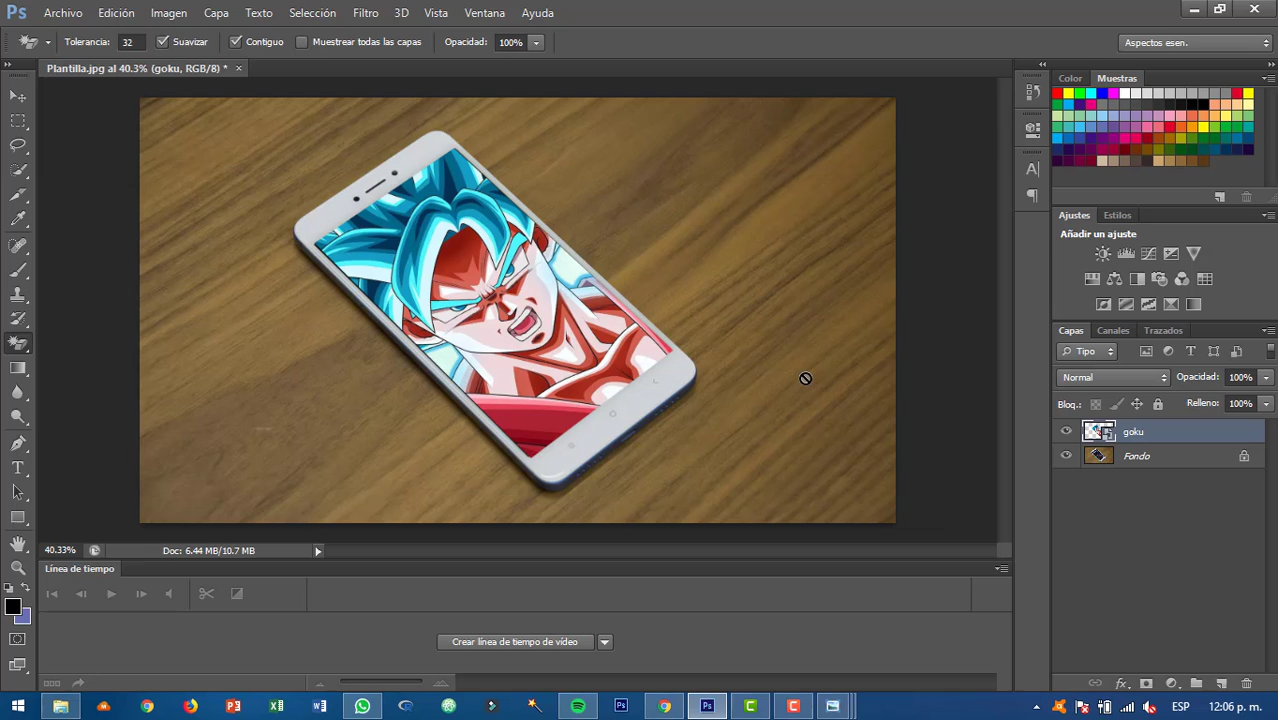 Ps Archivo Edición Imagen Capa Texto Selección Filtro 3D Vista Ventana Ayuda
Tolerancia: 32 Suavizar Contiguo Muestrear todas las capas Opacidad: 100% Aspectos esen.
Plantilla.jpg al 40.3% (goku, RGB/8) * ×
Color Muestras
Ajustes Estilos
Añadir un ajuste
Capas Canales Trazados
Tipo
Normal Opacidad: 100%
Bloq.: Relleno: 100%
goku
Fondo
40.33% Doc: 6.44 MB/10.7 MB
Línea de tiempo
Crear línea de tiempo de vídeo
ESP 12:06 p. m.